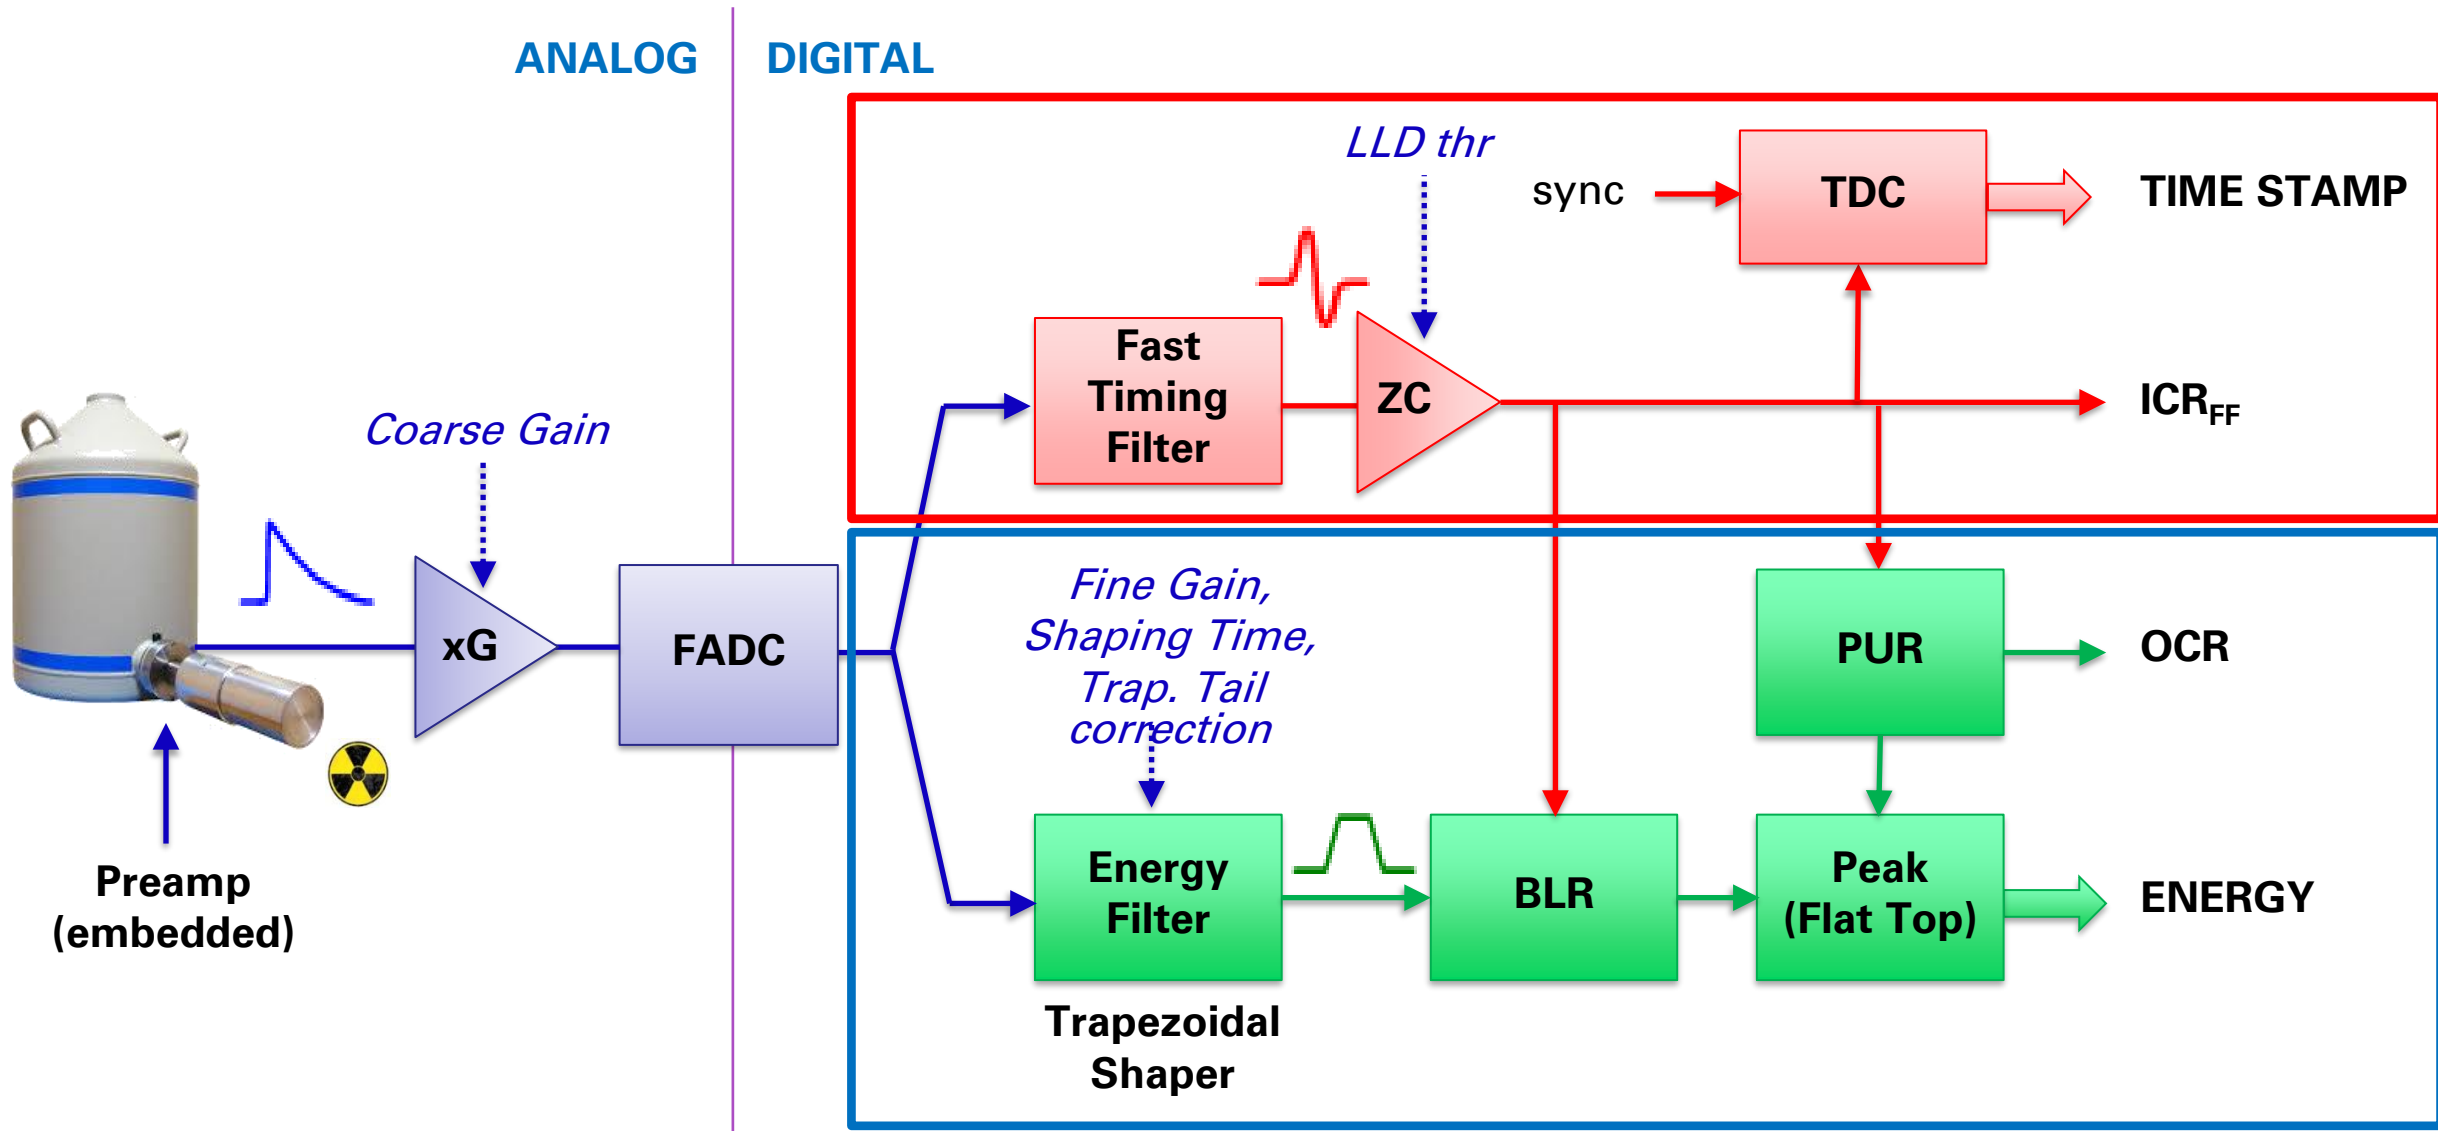 ANALOG
DIGITAL
LLD thr
sync
TDC
TIME STAMP
Fast
Timing
Filter
ZC
ICRFF
Coarse Gain
xG
FADC
Fine Gain,
Shaping Time,
Trap. Tail
correction
PUR
OCR
Preamp
(embedded)
Energy
Filter
BLR
Peak
(Flat Top)
ENERGY
Trapezoidal
Shaper